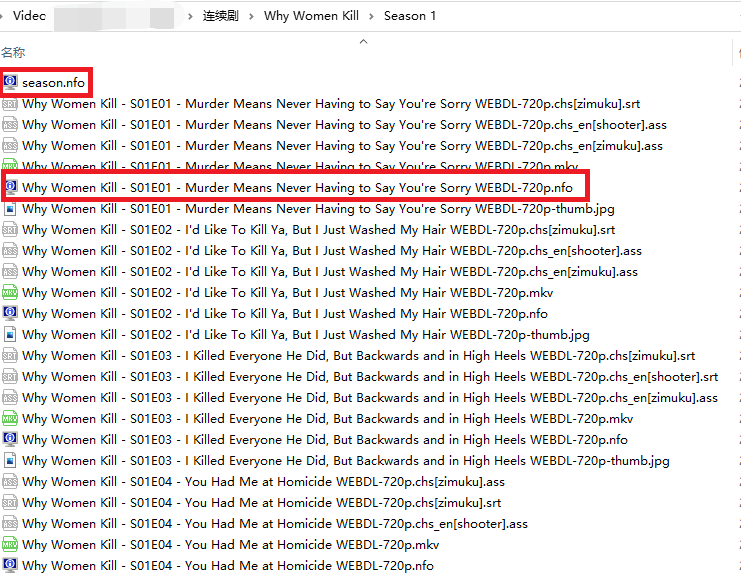 Video > 连续剧 > Why Women Kill > Season 1
名称
season.nfo
Why Women Kill - S01E01 - Murder Means Never Having to Say You're Sorry WEBDL-720p.chs[zimuku].srt
Why Women Kill - S01E01 - Murder Means Never Having to Say You're Sorry WEBDL-720p.chs_en[shooter].ass
Why Women Kill - S01E01 - Murder Means Never Having to Say You're Sorry WEBDL-720p.chs_en[zimuku].ass
Why Women Kill - S01E01 - Murder Means Never Having to Say You're Sorry WEBDL-720p.mkv
Why Women Kill - S01E01 - Murder Means Never Having to Say You're Sorry WEBDL-720p.nfo
Why Women Kill - S01E01 - Murder Means Never Having to Say You're Sorry WEBDL-720p-thumb.jpg
Why Women Kill - S01E02 - I'd Like To Kill Ya, But I Just Washed My Hair WEBDL-720p.chs[zimuku].srt
Why Women Kill - S01E02 - I'd Like To Kill Ya, But I Just Washed My Hair WEBDL-720p.chs_en[shooter].ass
Why Women Kill - S01E02 - I'd Like To Kill Ya, But I Just Washed My Hair WEBDL-720p.chs_en[zimuku].ass
Why Women Kill - S01E02 - I'd Like To Kill Ya, But I Just Washed My Hair WEBDL-720p.mkv
Why Women Kill - S01E02 - I'd Like To Kill Ya, But I Just Washed My Hair WEBDL-720p.nfo
Why Women Kill - S01E02 - I'd Like To Kill Ya, But I Just Washed My Hair WEBDL-720p-thumb.jpg
Why Women Kill - S01E03 - I Killed Everyone He Did, But Backwards and in High Heels WEBDL-720p.chs[zimuku].srt
Why Women Kill - S01E03 - I Killed Everyone He Did, But Backwards and in High Heels WEBDL-720p.chs_en[shooter].srt
Why Women Kill - S01E03 - I Killed Everyone He Did, But Backwards and in High Heels WEBDL-720p.chs_en[zimuku].ass
Why Women Kill - S01E03 - I Killed Everyone He Did, But Backwards and in High Heels WEBDL-720p.mkv
Why Women Kill - S01E03 - I Killed Everyone He Did, But Backwards and in High Heels WEBDL-720p.nfo
Why Women Kill - S01E03 - I Killed Everyone He Did, But Backwards and in High Heels WEBDL-720p-thumb.jpg
Why Women Kill - S01E04 - You Had Me at Homicide WEBDL-720p.chs[zimuku].ass
Why Women Kill - S01E04 - You Had Me at Homicide WEBDL-720p.chs[zimuku].srt
Why Women Kill - S01E04 - You Had Me at Homicide WEBDL-720p.chs_en[shooter].ass
Why Women Kill - S01E04 - You Had Me at Homicide WEBDL-720p.mkv
Why Women Kill - S01E04 - You Had Me at Homicide WEBDL-720p.nfo